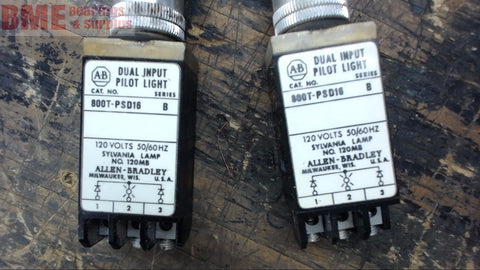 BME Bearings & Supplies
AB DUAL INPUT
PILOT LIGHT
CAT. NO. SERIES
800T-PSD16 B
120 VOLTS 50/60HZ
SYLVANIA LAMP
NO. 120MB
ALLEN-BRADLEY
MILWAUKEE, WIS. U.S.A.
1 2 3
AB DUAL INPUT
PILOT LIGHT
CAT. NO. SERIES
800T-PSD16 B
120 VOLTS 50/60HZ
SYLVANIA LAMP
NO. 120MB
ALLEN-BRADLEY
MILWAUKEE, WIS. U.S.A.
1 2 3